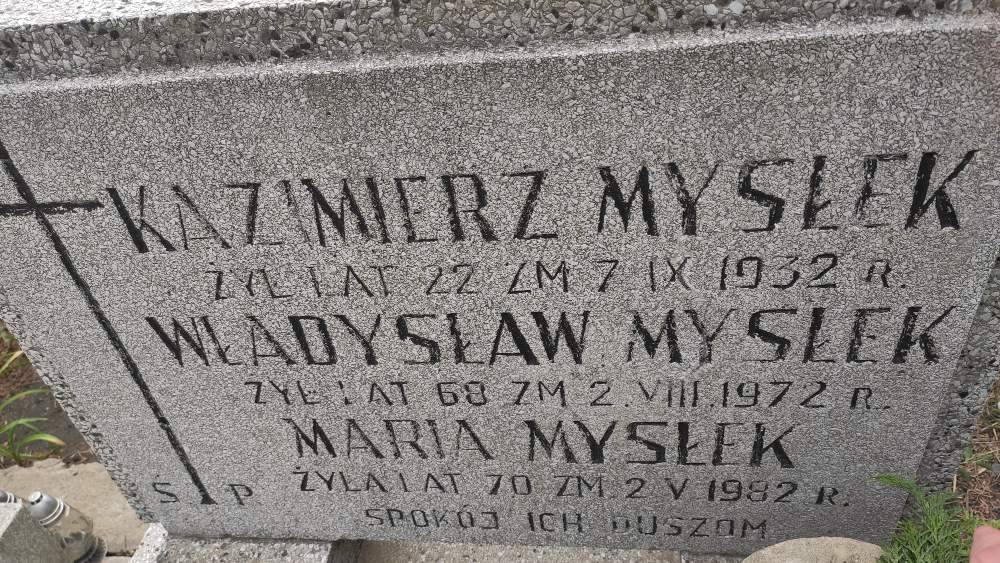 KAZIMIERZ MYSŁEK
ŻYŁ LAT 22 ZM 7 IX 1932 R.
WŁADYSŁAW MYSŁEK
ŻYŁ LAT 68 ZM 2.VIII.1972 R.
MARIA MYSŁEK
ŻYŁA LAT 70 ZM 2 V 1982 R.
Ś P
SPOKÓJ ICH DUSZOM